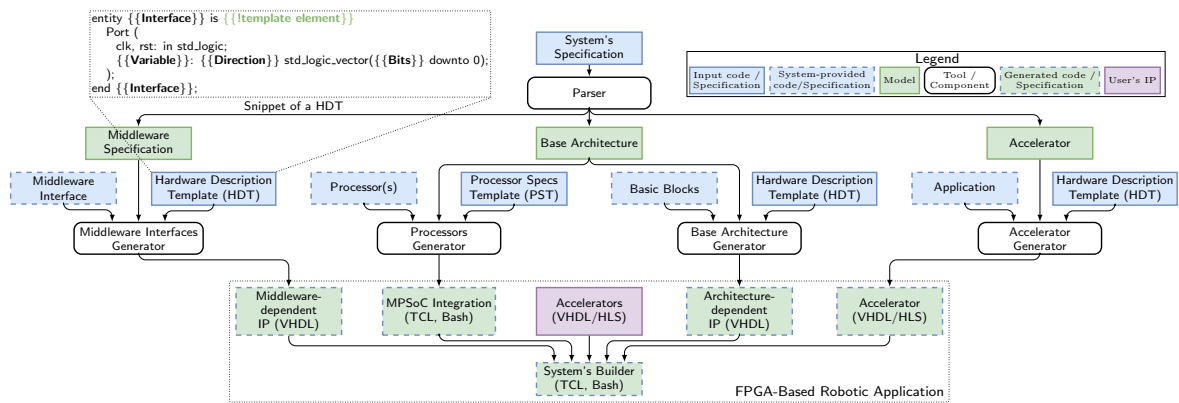 entity {{Interface}} is {{!template element}}
Port (
clk, rst: in std_logic;
{{Variable}}: {{Direction}} std_logic_vector({{Bits}} downto 0);
);
end {{Interface}};
Snippet of a HDT
System's
Specification
Parser
Legend
Input code /
Specification
System-provided
code/Specification
Model
Tool /
Component
Generated code /
Specification
User's IP
Middleware
Specification
Base Architecture
Accelerator
Middleware
Interface
Hardware Description
Template (HDT)
Processor(s)
Processor Specs
Template (PST)
Basic Blocks
Hardware Description
Template (HDT)
Application
Hardware Description
Template (HDT)
Middleware Interfaces
Generator
Processors
Generator
Base Architecture
Generator
Accelerator
Generator
Middleware-
dependent
IP (VHDL)
MPSoC Integration
(TCL, Bash)
Accelerators
(VHDL/HLS)
Architecture-
dependent
IP (VHDL)
Accelerator
(VHDL/HLS)
System's Builder
(TCL, Bash)
FPGA-Based Robotic Application